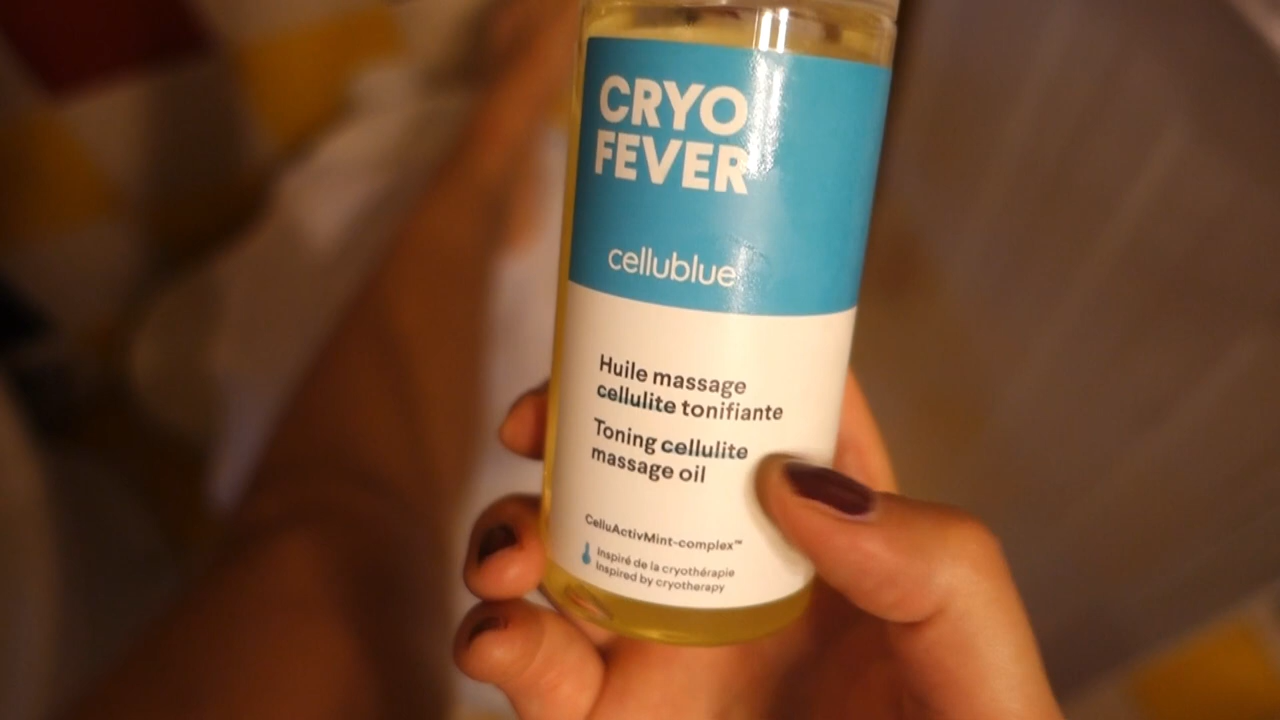 CRYO
FEVER
cellublue
Huile massage
cellulite tonifiante
Toning cellulite
massage oil
CelluActivMint-complex™
Inspiré de la cryothérapie
Inspired by cryotherapy